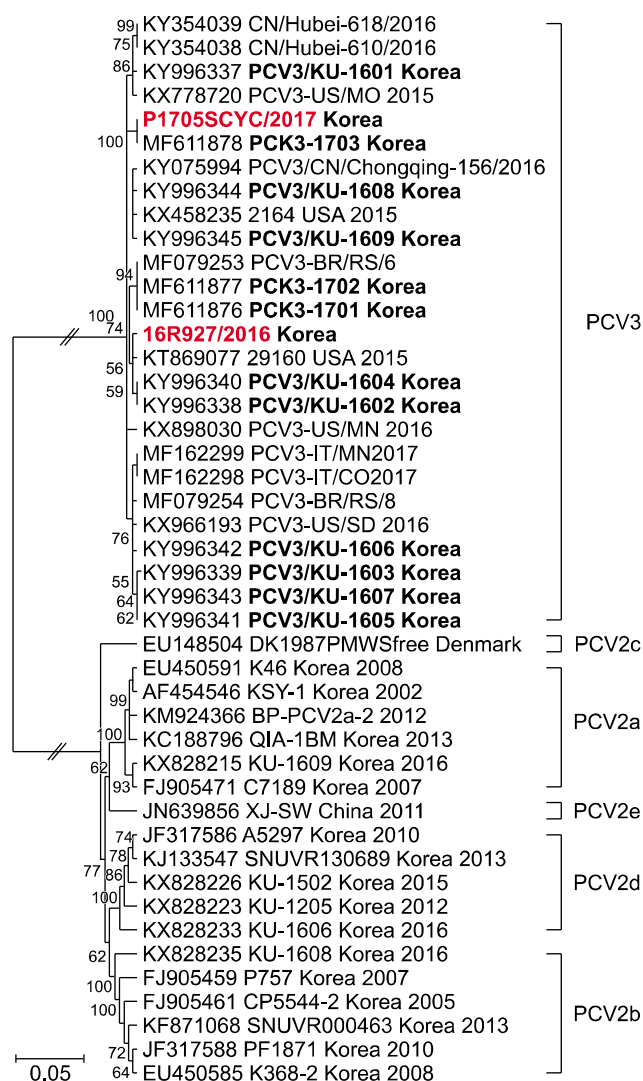 99 KY354039 CN/Hubei-618/2016
75 KY354038 CN/Hubei-610/2016
86 KY996337 PCV3/KU-1601 Korea
KX778720 PCV3-US/MO 2015
P1705SCYC/2017 Korea
100 MF611878 PCK3-1703 Korea
KY075994 PCV3/CN/Chongqing-156/2016
KY996344 PCV3/KU-1608 Korea
KX458235 2164 USA 2015
KY996345 PCV3/KU-1609 Korea
94 MF079253 PCV3-BR/RS/6
MF611877 PCK3-1702 Korea
100 MF611876 PCK3-1701 Korea
PCV3
74 16R927/2016 Korea
KT869077 29160 USA 2015
56
59 KY996340 PCV3/KU-1604 Korea
KY996338 PCV3/KU-1602 Korea
KX898030 PCV3-US/MN 2016
MF162299 PCV3-IT/MN2017
MF162298 PCV3-IT/CO2017
MF079254 PCV3-BR/RS/8
KX966193 PCV3-US/SD 2016
76 KY996342 PCV3/KU-1606 Korea
55 KY996339 PCV3/KU-1603 Korea
64 KY996343 PCV3/KU-1607 Korea
62 KY996341 PCV3/KU-1605 Korea
EU148504 DK1987PMWSfree Denmark PCV2c
EU450591 K46 Korea 2008
99 AF454546 KSY-1 Korea 2002
KM924366 BP-PCV2a-2 2012 PCV2a
100 KC188796 QIA-1BM Korea 2013
62 KX828215 KU-1609 Korea 2016
93 FJ905471 C7189 Korea 2007
JN639856 XJ-SW China 2011 PCV2e
74 JF317586 A5297 Korea 2010
78 KJ133547 SNUVR130689 Korea 2013
77 86 KX828226 KU-1502 Korea 2015 PCV2d
100 KX828223 KU-1205 Korea 2012
KX828233 KU-1606 Korea 2016
62 KX828235 KU-1608 Korea 2016
100 FJ905459 P757 Korea 2007
100 FJ905461 CP5544-2 Korea 2005
PCV2b
KF871068 SNUVR000463 Korea 2013
72 JF317588 PF1871 Korea 2010
64 EU450585 K368-2 Korea 2008
0.05